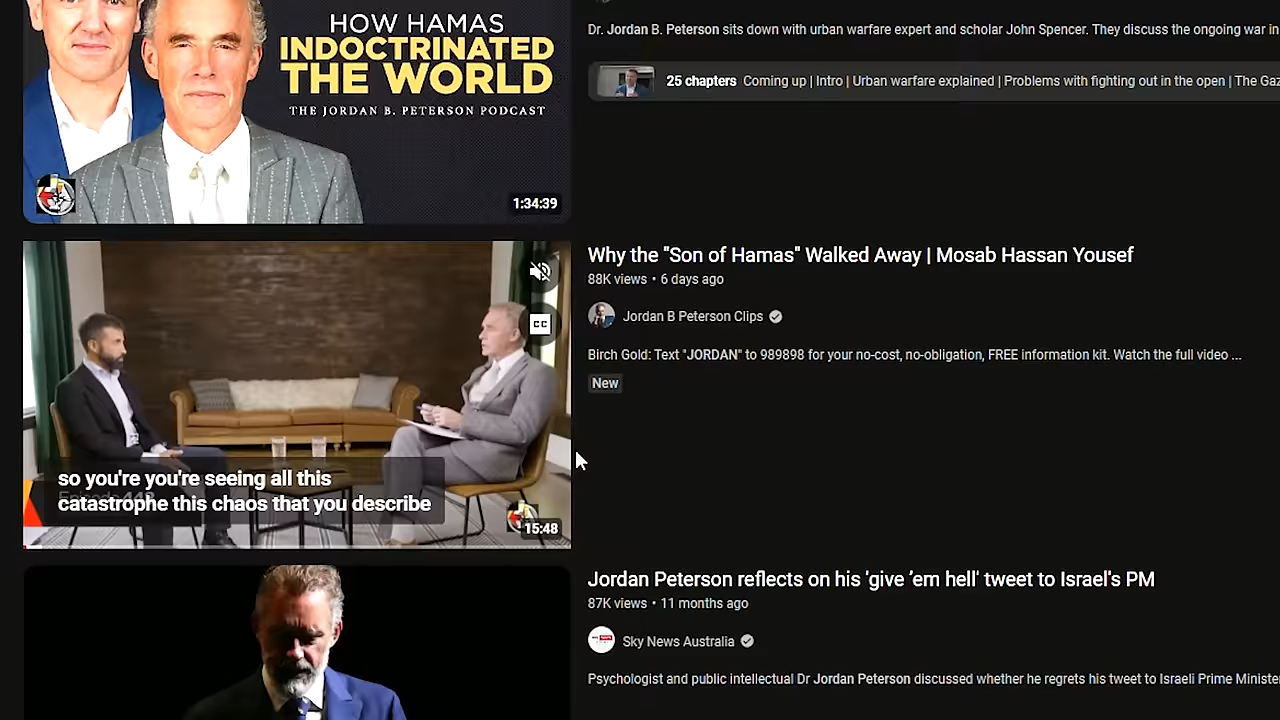 HOW HAMAS
INDOCTRINATED
THE WORLD
THE JORDAN B. PETERSON PODCAST
1:34:39
Dr. Jordan B. Peterson sits down with urban warfare expert and scholar John Spencer. They discuss the ongoing war in
25 chapters Coming up | Intro | Urban warfare explained | Problems with fighting out in the open | The Gaz
CC
so you're you're seeing all this
catastrophe this chaos that you describe
15:48
Why the "Son of Hamas" Walked Away | Mosab Hassan Yousef
88K views • 6 days ago
Jordan B Peterson Clips
Birch Gold: Text "JORDAN" to 989898 for your no-cost, no-obligation, FREE information kit. Watch the full video ...
New
Jordan Peterson reflects on his 'give 'em hell' tweet to Israel's PM
87K views • 11 months ago
Sky News Australia
Psychologist and public intellectual Dr Jordan Peterson discussed whether he regrets his tweet to Israeli Prime Minister